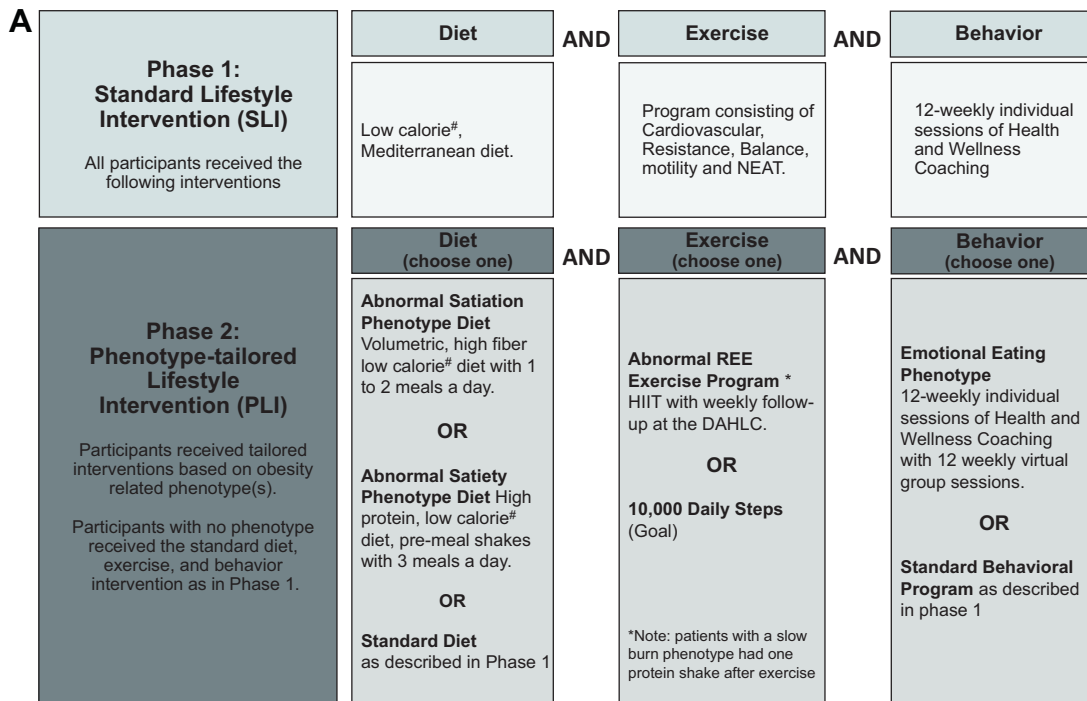 A
Phase 1:
Standard Lifestyle
Intervention (SLI)
All participants received the
following interventions
Diet
AND
Exercise
AND
Behavior
Low calorie#,
Mediterranean diet.
Program consisting of
Cardiovascular,
Resistance, Balance,
motility and NEAT.
12-weekly individual
sessions of Health
and Wellness
Coaching
Phase 2:
Phenotype-tailored
Lifestyle
Intervention (PLI)
Participants received tailored
interventions based on obesity
related phenotype(s).
Participants with no phenotype
received the standard diet,
exercise, and behavior
intervention as in Phase 1.
Diet
(choose one)
AND
Exercise
(choose one)
AND
Behavior
(choose one)
Abnormal Satiation
Phenotype Diet
Volumetric, high fiber
low calorie# diet with 1
to 2 meals a day.
OR
Abnormal Satiety
Phenotype Diet High
protein, low calorie#
diet, pre-meal shakes
with 3 meals a day.
OR
Standard Diet
as described in Phase 1
Abnormal REE
Exercise Program *
HIIT with weekly follow-
up at the DAHLC.
OR
10,000 Daily Steps
(Goal)
*Note: patients with a slow
burn phenotype had one
protein shake after exercise
Emotional Eating
Phenotype
12-weekly individual
sessions of Health and
Wellness Coaching
with 12 weekly virtual
group sessions.
OR
Standard Behavioral
Program as described
in phase 1